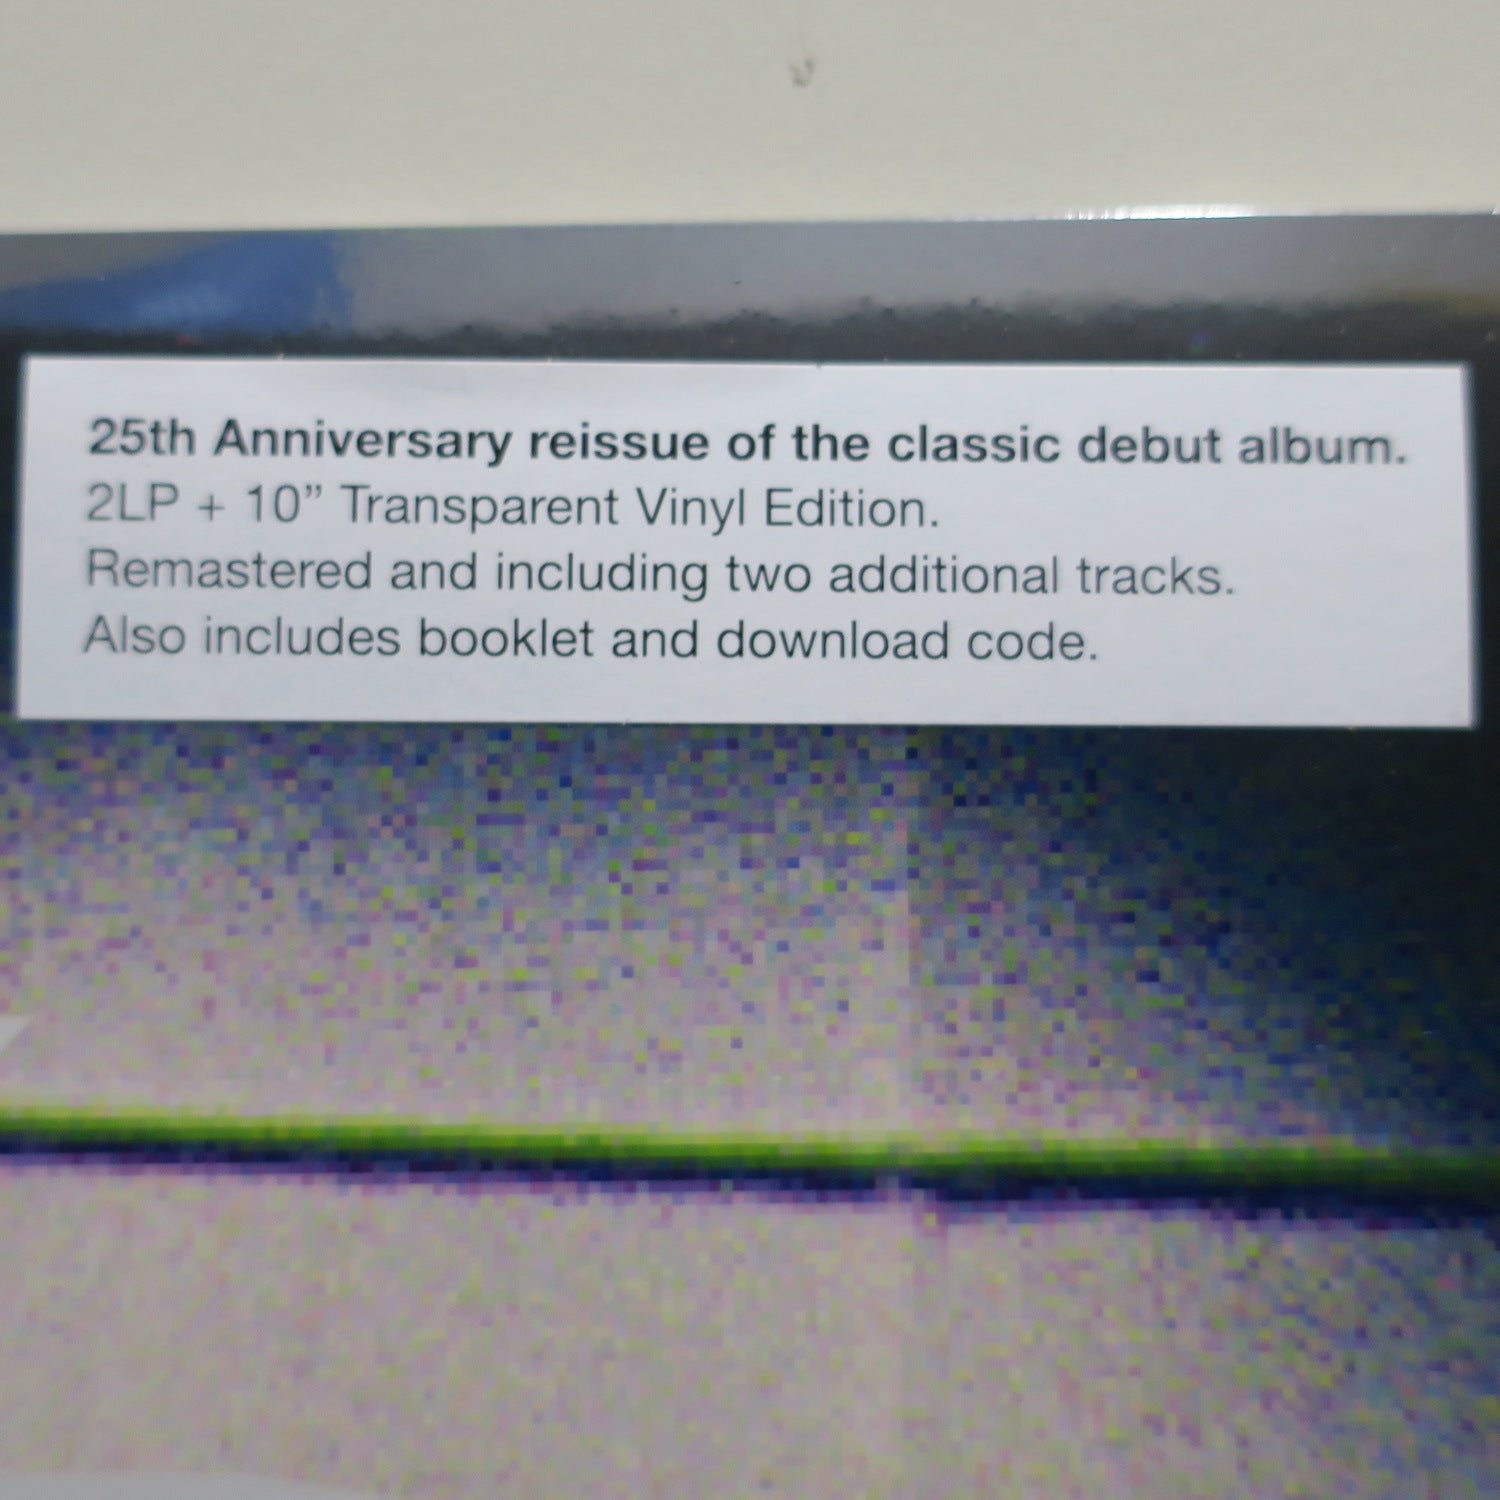 25th Anniversary reissue of the classic debut album.
2LP + 10” Transparent Vinyl Edition.
Remastered and including two additional tracks.
Also includes booklet and download code.